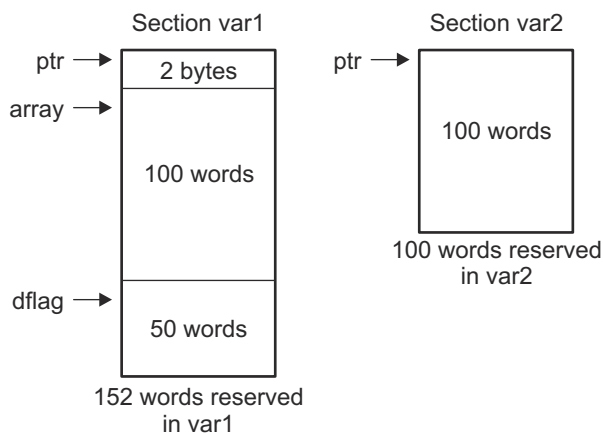 Section var1
ptr
2 bytes
array
100 words
dflag
50 words
152 words reserved
in var1
Section var2
ptr
100 words
100 words reserved
in var2